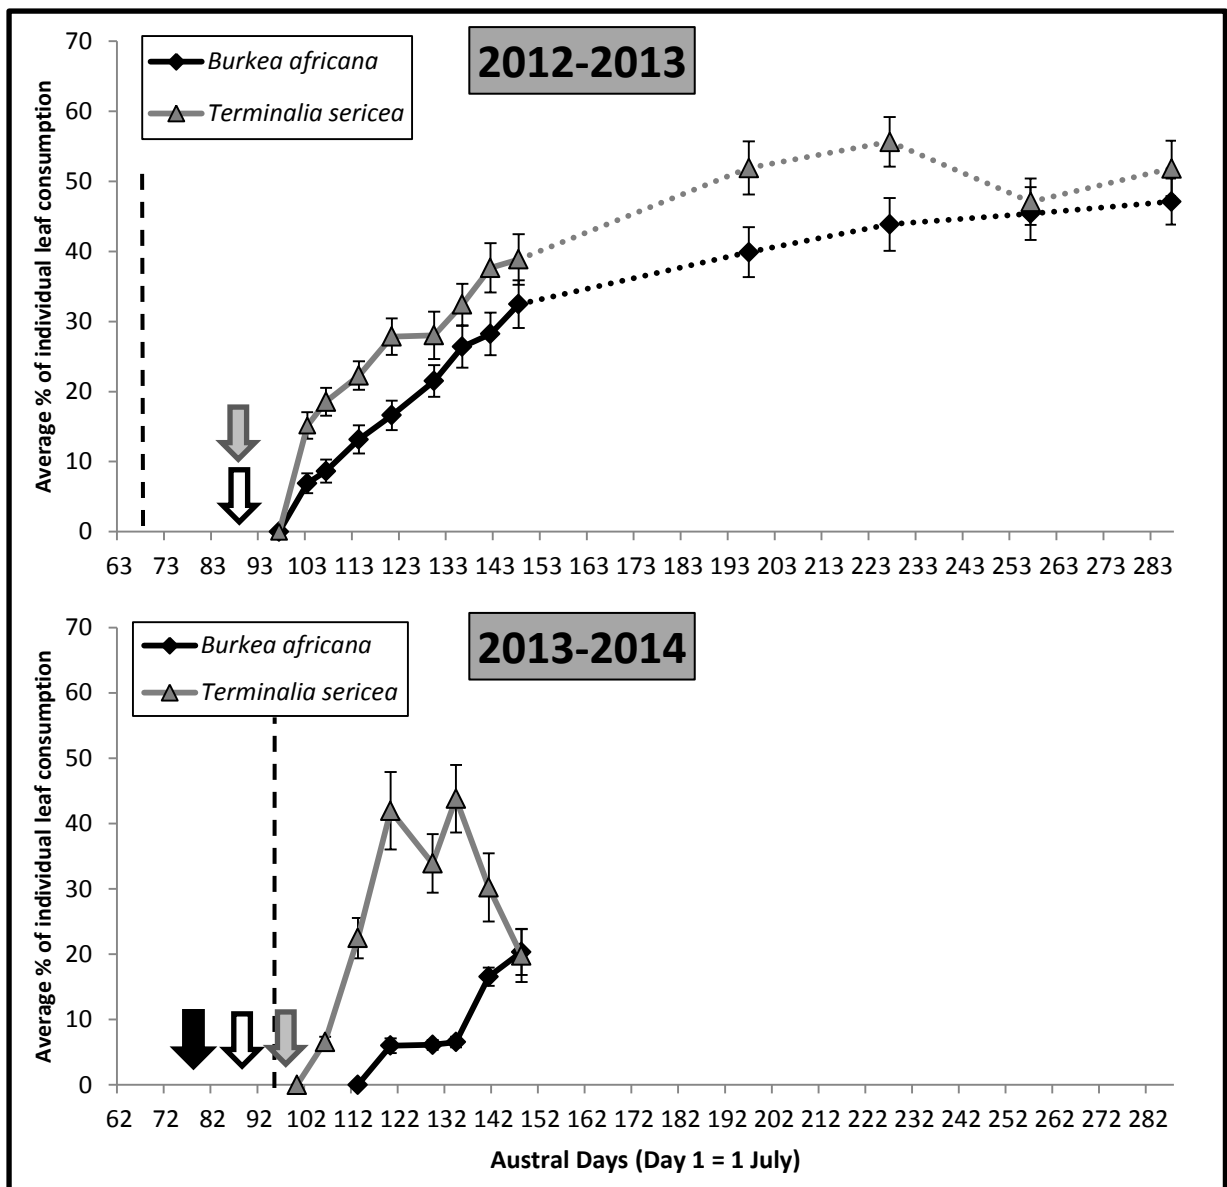 2012-2013
Burkea africana
Terminalia sericea
Average % of individual leaf consumption
70
60
50
40
30
20
10
0
63 73 83 93 103 113 123 133 143 153 163 173 183 193 203 213 223 233 243 253 263 273 283
2013-2014
Burkea africana
Terminalia sericea
Average % of individual leaf consumption
70
60
50
40
30
20
10
0
62 72 82 92 102 112 122 132 142 152 162 172 182 192 202 212 222 232 242 252 262 272 282
Austral Days (Day 1 = 1 July)